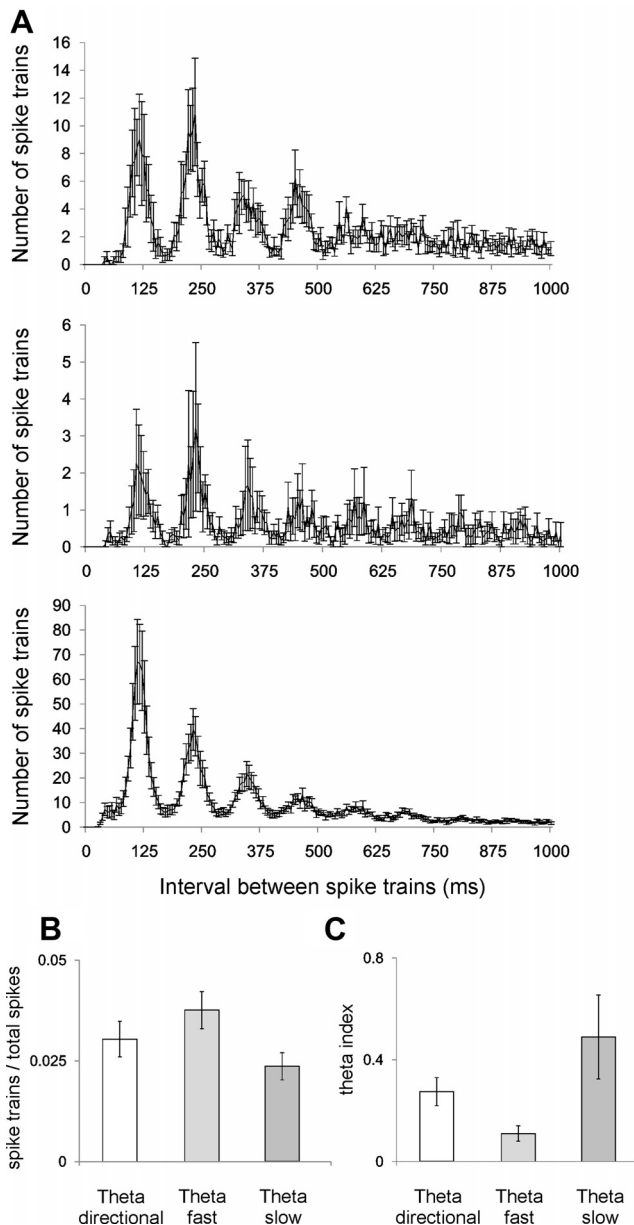 A
Number of spike trains
16
14
12
10
8
6
4
2
0
0 125 250 375 500 625 750 875 1000
Number of spike trains
6
5
4
3
2
1
0
0 125 250 375 500 625 750 875 1000
Number of spike trains
90
80
70
60
50
40
30
20
10
0
0 125 250 375 500 625 750 875 1000
Interval between spike trains (ms)
B
spike trains / total spikes
0.05
0.025
0
Theta directional
Theta fast
Theta slow
C
theta index
0.8
0.4
0
Theta directional
Theta fast
Theta slow